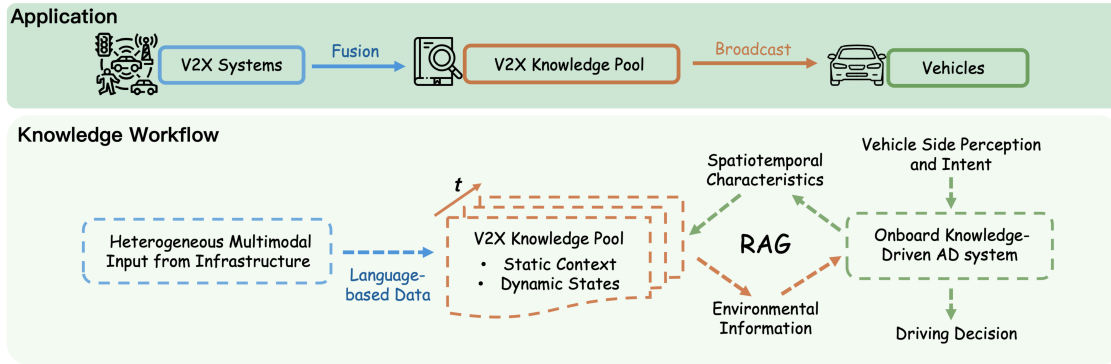 Application
V2X Systems
Fusion
V2X Knowledge Pool
Broadcast
Vehicles
Knowledge Workflow
Heterogeneous Multimodal
Input from Infrastructure
Language-
based Data
t
V2X Knowledge Pool
• Static Context
• Dynamic States
Spatiotemporal
Characteristics
RAG
Environmental
Information
Vehicle Side Perception
and Intent
Onboard Knowledge-
Driven AD system
Driving Decision